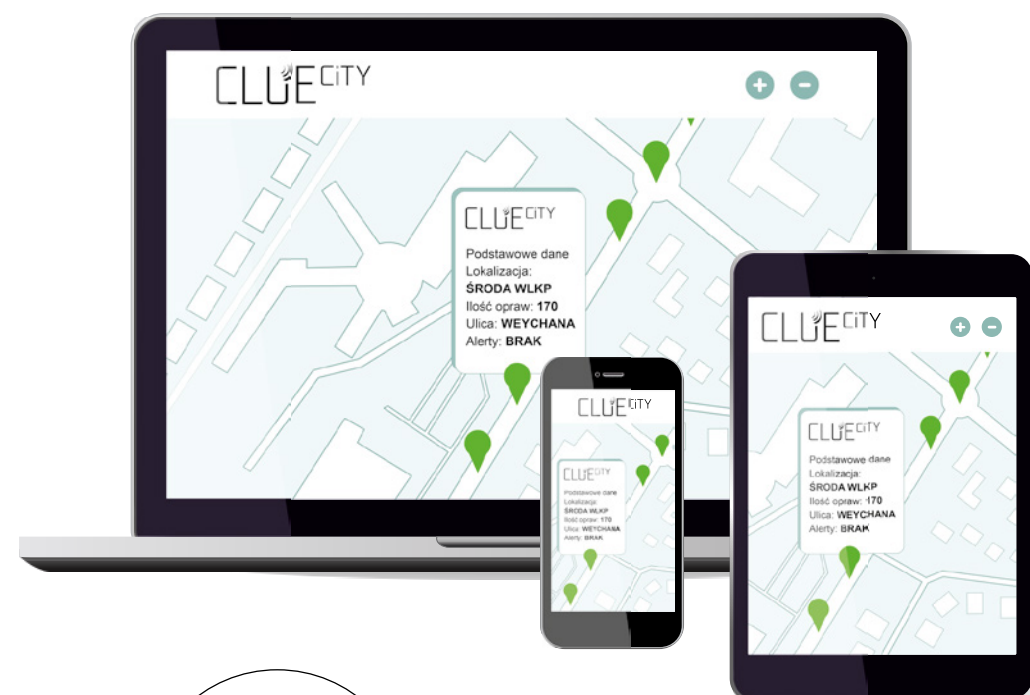 CLUE CiTY
CLUE CiTY
Podstawowe dane
Lokalizacja:
ŚRODA WLKP
Ilość opraw: 170
Ulica: WEYCHANA
Alerty: BRAK
CLUE CiTY
CLUE CiTY
Podstawowe dane
Lokalizacja:
ŚRODA WLKP
Ilość opraw: 170
Ulica: WEYCHANA
Alerty: BRAK
CLUE CiTY
CLUE CiTY
Podstawowe dane
Lokalizacja:
ŚRODA WLKP
Ilość opraw: 170
Ulica: WEYCHANA
Alerty: BRAK